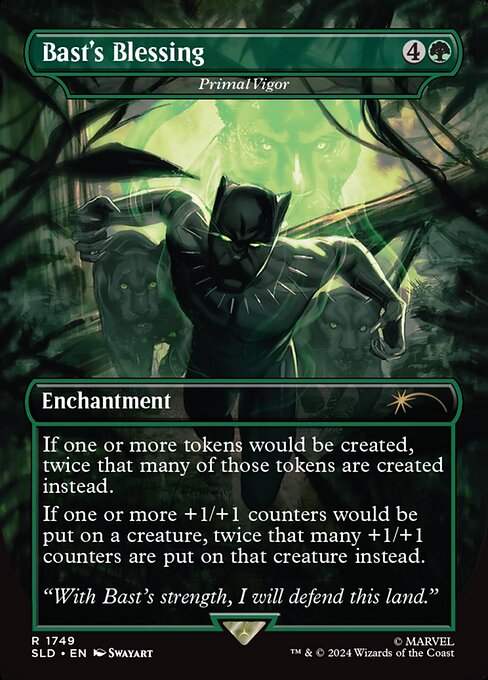 Bast's Blessing 4
Primal Vigor
Enchantment
If one or more tokens would be created,
twice that many of those tokens are created
instead.
If one or more +1/+1 counters would be
put on a creature, twice that many +1/+1
counters are put on that creature instead.
“With Bast's strength, I will defend this land.”
R 1749
SLD • EN Swayart
© MARVEL
™ & © 2024 Wizards of the Coast